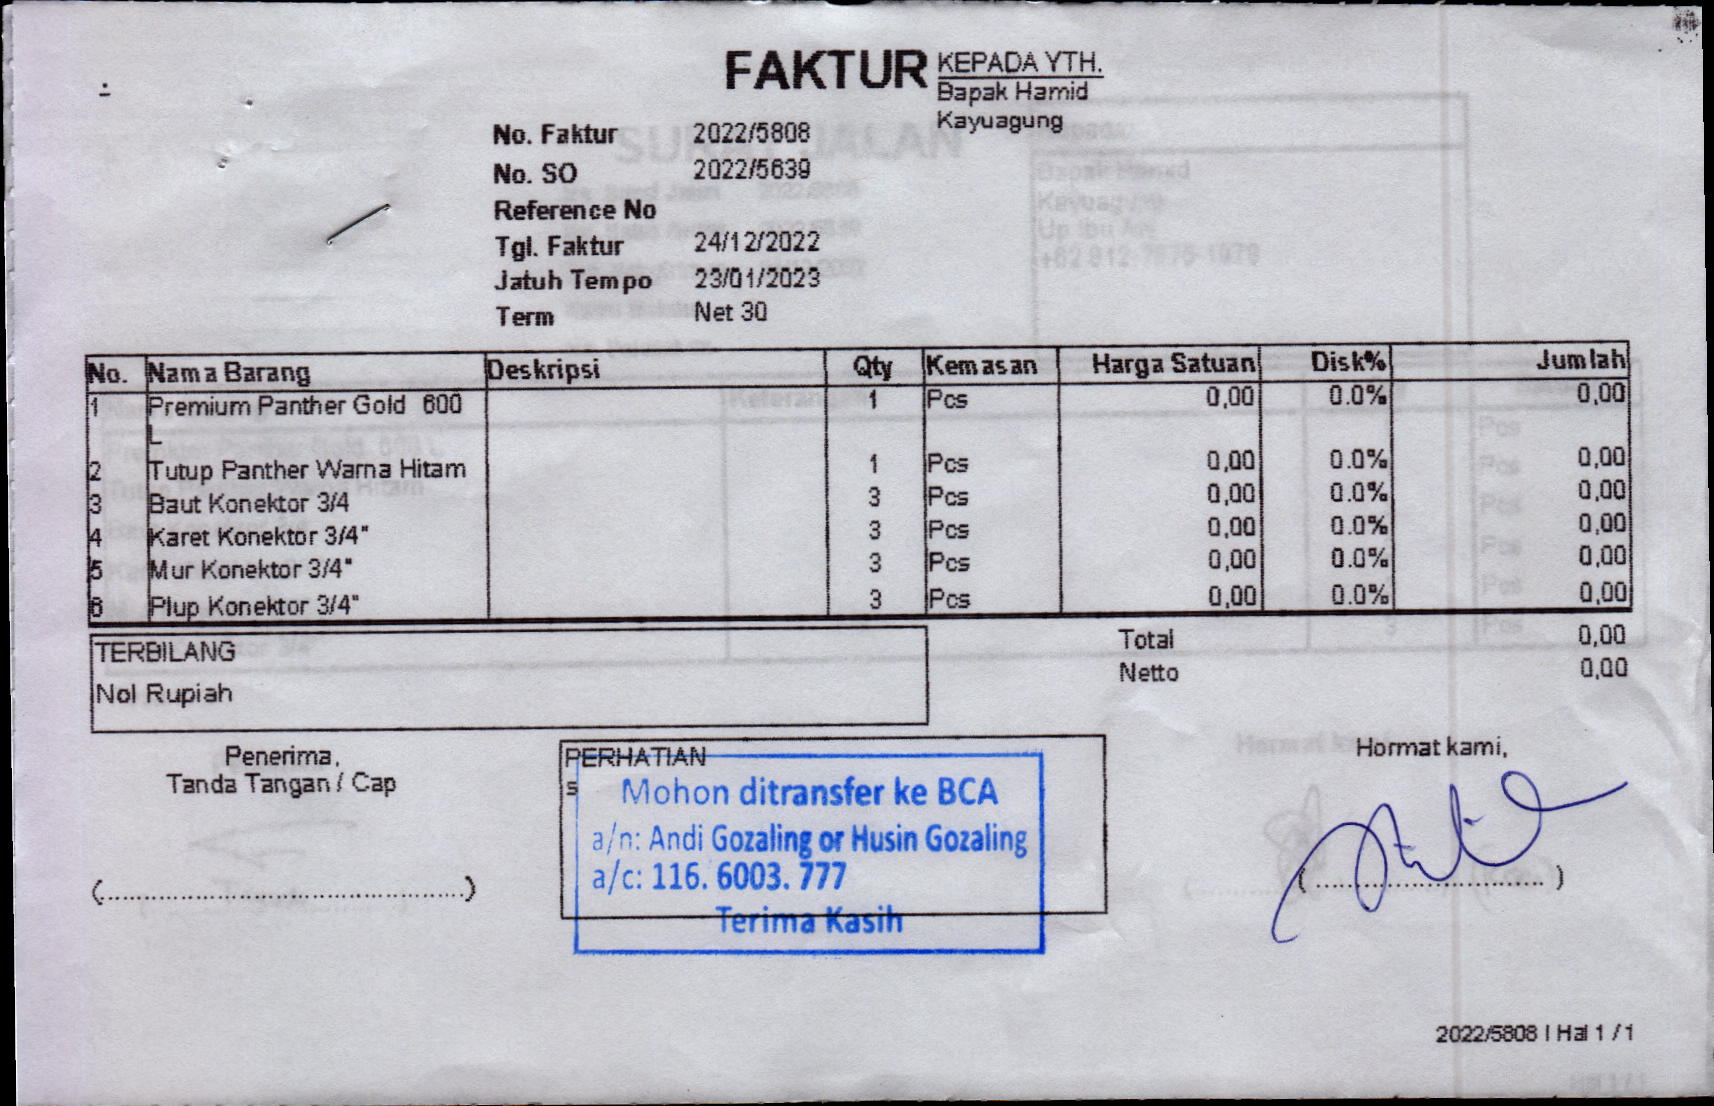 FAKTUR
KEPADA YTH.
Bapak Hamid
Kayuagung
No. Faktur 2022/5808
No. SO 2022/5639
Reference No
Tgl. Faktur 24/12/2022
Jatuh Tempo 23/01/2023
Term Net 30
No. Nama Barang Deskripsi Qty Kemasan Harga Satuan Disk% Jumlah
1 Premium Panther Gold 600 1 Pcs 0,00 0.0% 0,00
L
2 Tutup Panther Warna Hitam 1 Pcs 0,00 0.0% 0,00
3 Baut Konektor 3/4 3 Pcs 0,00 0.0% 0,00
4 Karet Konektor 3/4" 3 Pcs 0,00 0.0% 0,00
5 Mur Konektor 3/4" 3 Pcs 0,00 0.0% 0,00
6 Plup Konektor 3/4" 3 Pcs 0,00 0.0% 0,00
TERBILANG
Nol Rupiah
Total 0,00
Netto 0,00
Penerima,
Tanda Tangan / Cap
(............................................)
PERHATIAN
s
Mohon ditransfer ke BCA
a/n: Andi Gozaling or Husin Gozaling
a/c: 116. 6003. 777
Terima Kasih
Hormat kami,
(............................)
2022/5808 | Hal 1 / 1